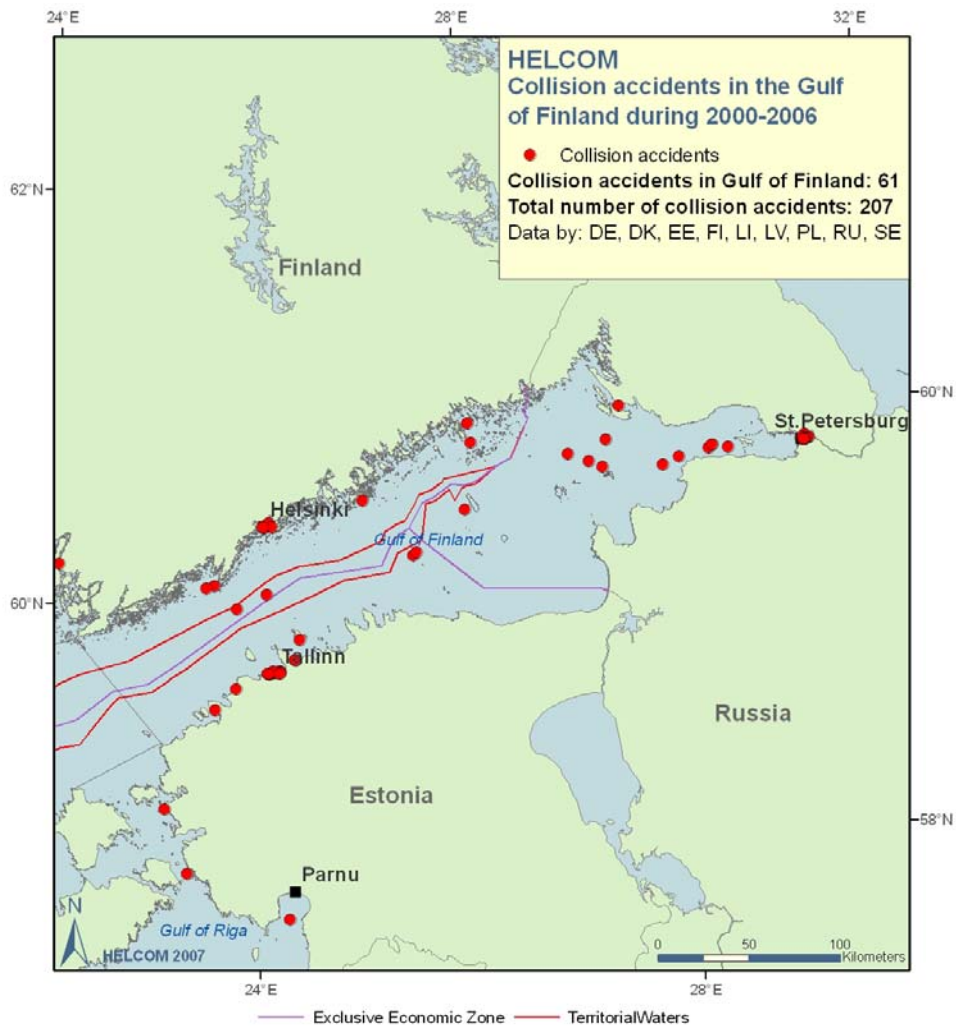 24°E 28°E 32°E
HELCOM
Collision accidents in the Gulf
of Finland during 2000-2006
Collision accidents
Collision accidents in Gulf of Finland: 61
Total number of collision accidents: 207
Data by: DE, DK, EE, FI, LI, LV, PL, RU, SE
62°N
Finland
60°N
St.Petersburg
Helsinki
Gulf of Finland
60°N
Tallinn
Russia
Estonia
58°N
Parnu
N
Gulf of Riga
HELCOM 2007
0 50 100
Kilometers
24°E 28°E
Exclusive Economic Zone TerritorialWaters